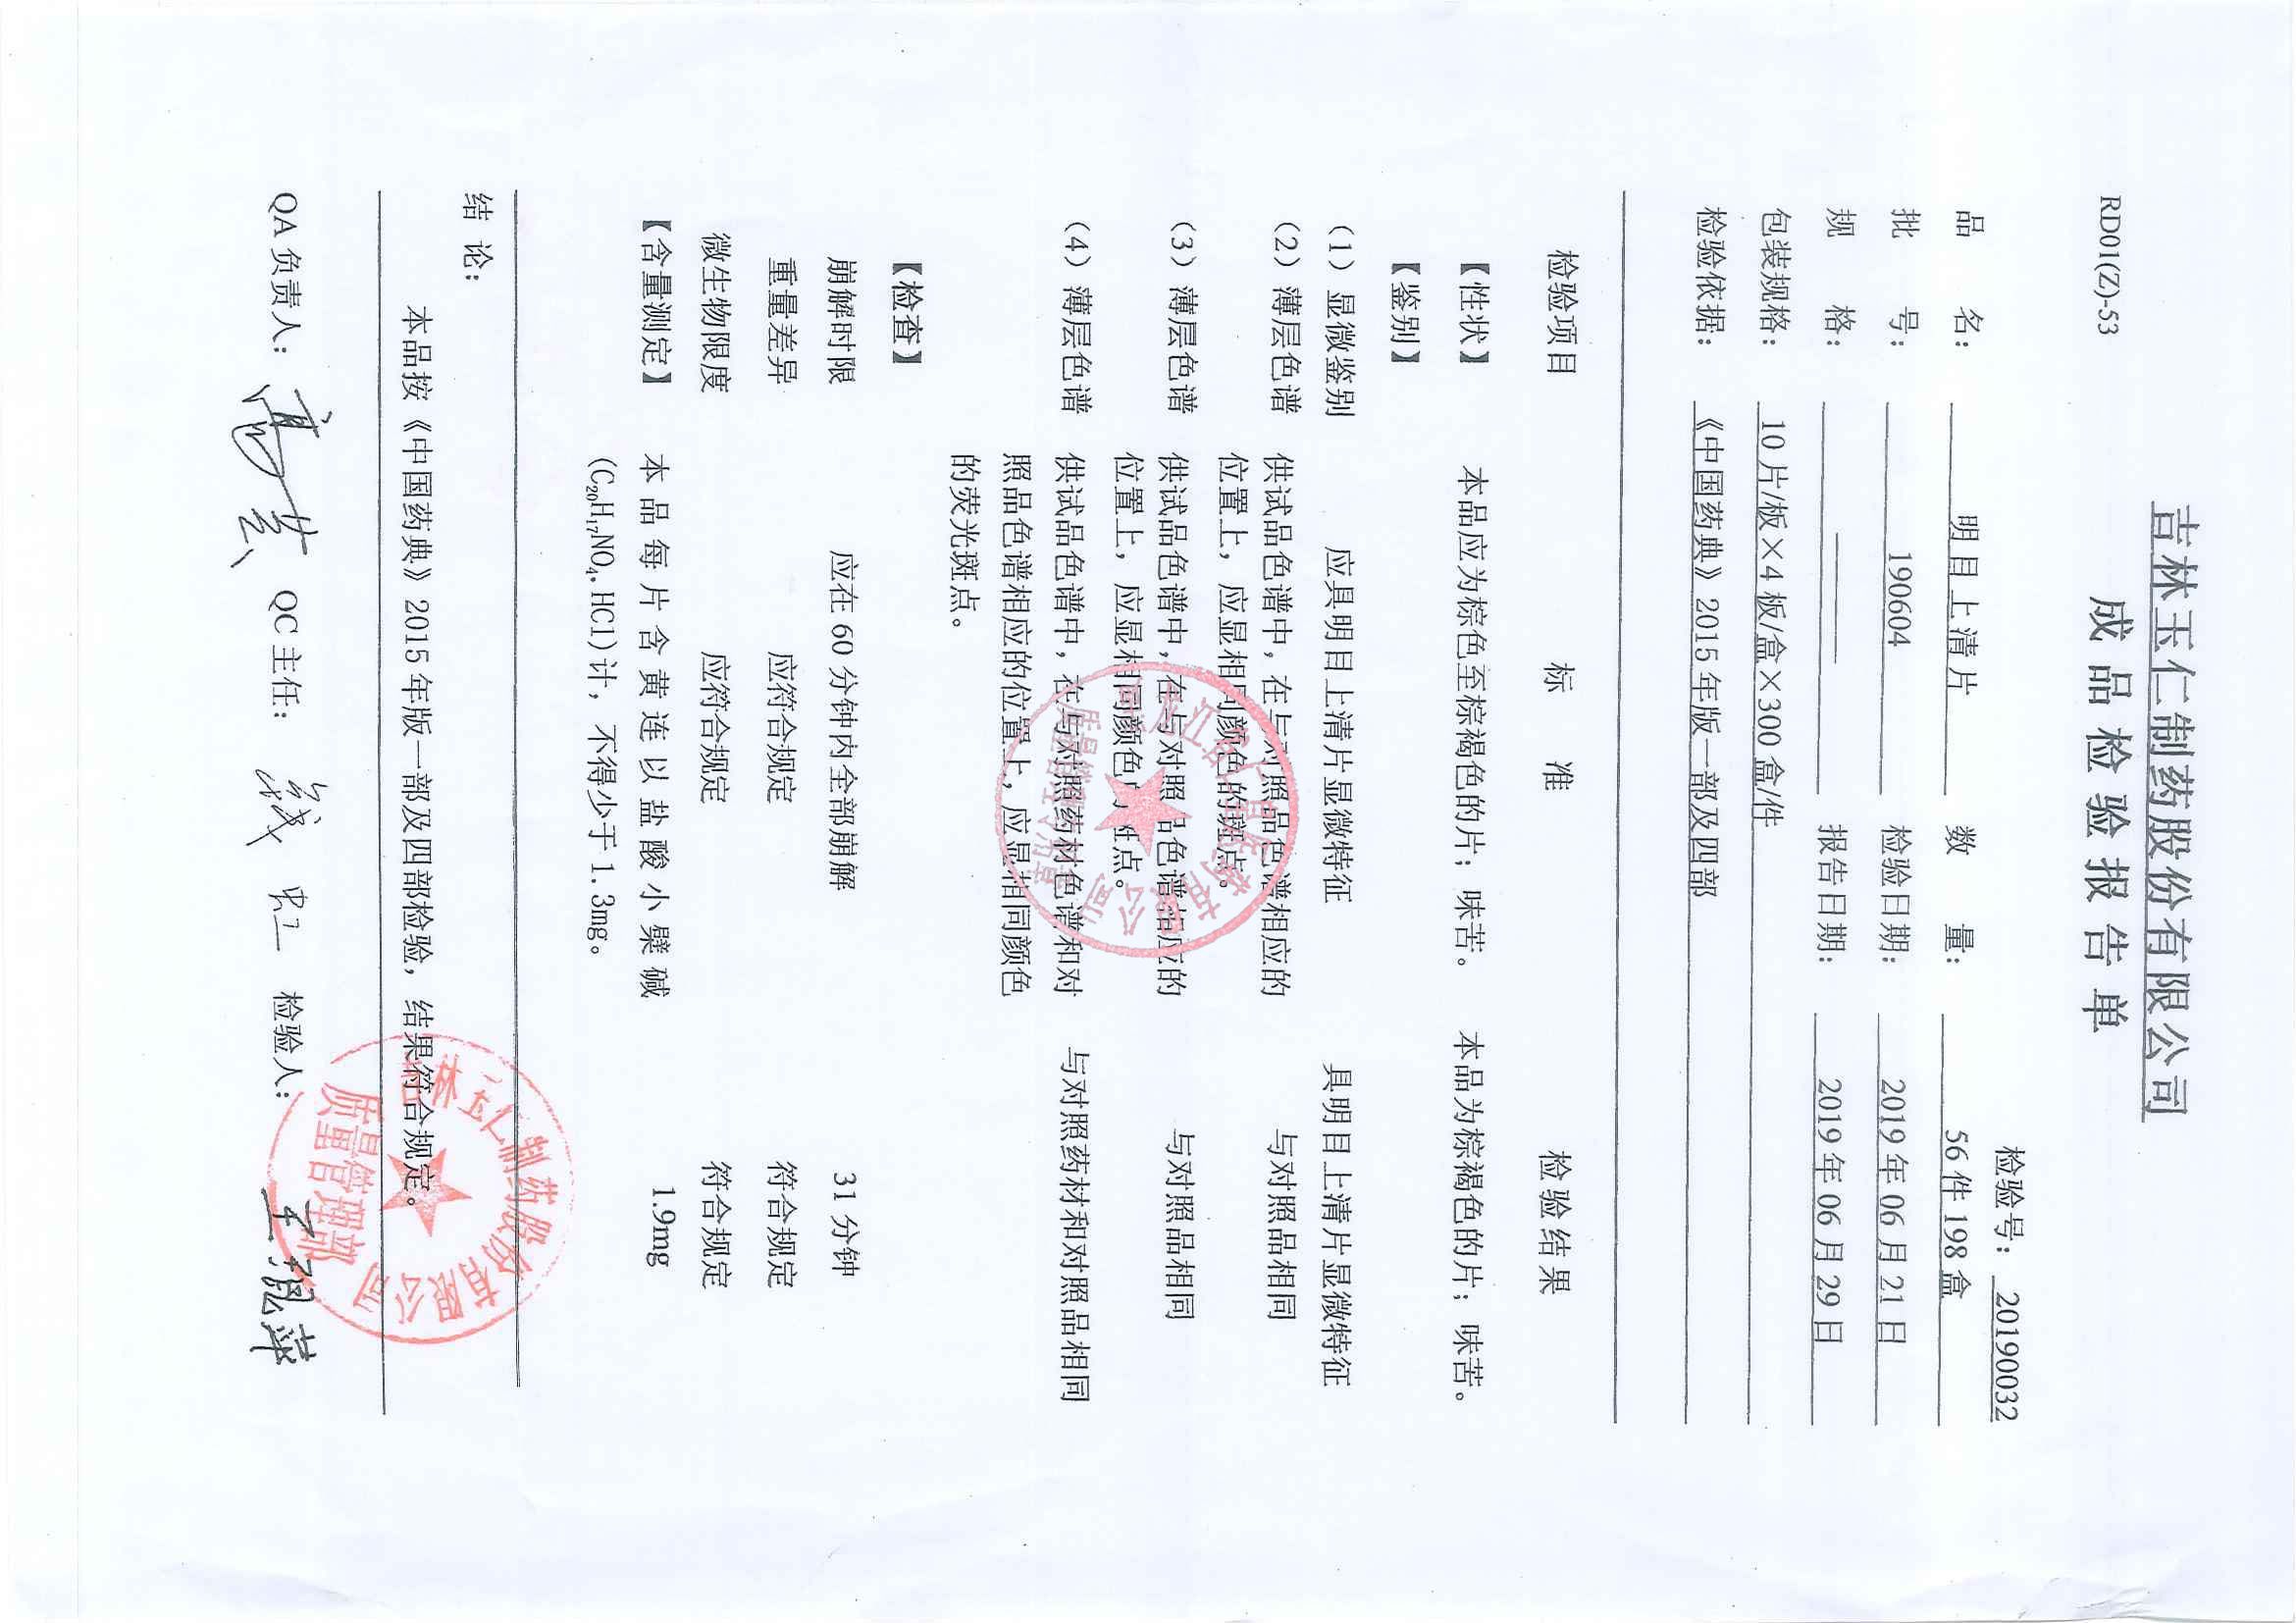 吉林玉仁制药股份有限公司
RD01(Z)-53
成品检验报告单
检验号：20190032
品名：明目上清片 数量：56件198盒
批号：190604 检验日期：2019年06月21日
规格：—— 报告日期：2019年06月29日
包装规格：10片/板×4板/盒×300盒/件
检验依据：《中国药典》2015年版一部及四部
检验项目 标准 检验结果
【性状】 本品应为棕色至棕褐色的片；味苦。 本品为棕褐色的片；味苦。
【鉴别】
（1）显微鉴别 应具明目上清片显微特征 具明目上清片显微特征
（2）薄层色谱 供试品色谱中，在与对照品色谱相应的 与对照品相同
位置上，应显相同颜色的斑点。
（3）薄层色谱 供试品色谱中，在与对照品色谱相应的 与对照品相同
位置上，应显相同颜色的斑点。
（4）薄层色谱 供试品色谱中，在与对照药材色谱和对 与对照药材和对照品相同
照品色谱相应的位置上，应显相同颜色
的荧光斑点。
【检查】
崩解时限 应在60分钟内全部崩解 31分钟
重量差异 应符合规定 符合规定
微生物限度 应符合规定 符合规定
【含量测定】 本品每片含黄连以盐酸小檗碱 1.9mg
(C₂₀H₁₇NO₄.HCl)计，不得少于1.3mg。
结论：
本品按《中国药典》2015年版一部及四部检验，结果符合规定。
QA负责人： QC主任： 检验人：
吉林玉仁制药股份有限公司
质量管理部